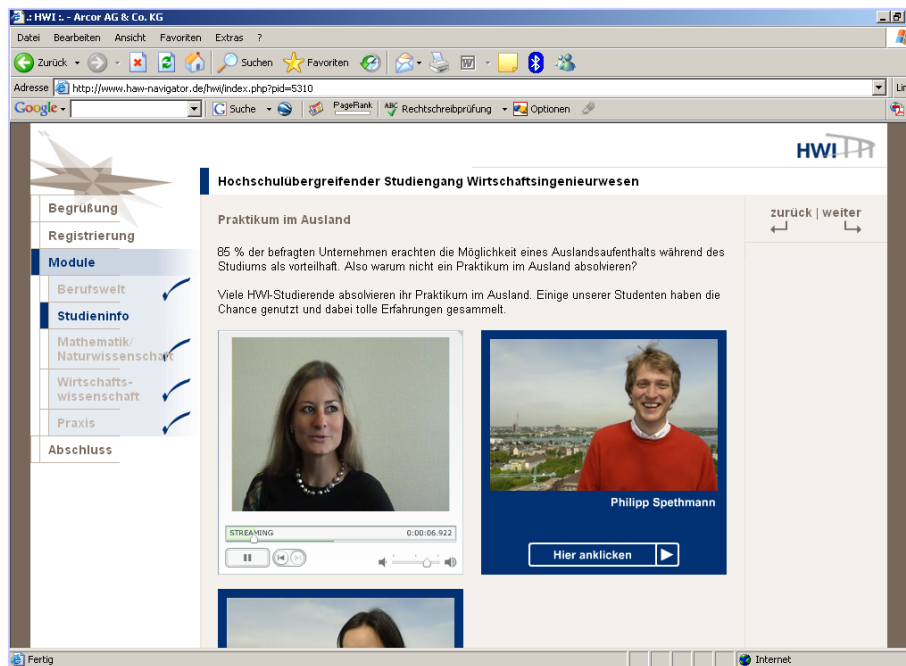 .: HWI :. - Arcor AG & Co. KG
Datei Bearbeiten Ansicht Favoriten Extras ?
Zurück Suchen Favoriten
Adresse http://www.haw-navigator.de/hwi/index.php?pid=5310
Google Suche PageRank ABC Rechtschreibprüfung Optionen
HWI
Hochschulübergreifender Studiengang Wirtschaftsingenieurwesen
Begrüßung
Registrierung
Module
Berufswelt
Studieninfo
Mathematik/
Naturwissenschaft
Wirtschafts-
wissenschaft
Praxis
Abschluss
Praktikum im Ausland
zurück | weiter
85 % der befragten Unternehmen erachten die Möglichkeit eines Auslandsaufenthalts während des
Studiums als vorteilhaft. Also warum nicht ein Praktikum im Ausland absolvieren?
Viele HWI-Studierende absolvieren ihr Praktikum im Ausland. Einige unserer Studenten haben die
Chance genutzt und dabei tolle Erfahrungen gesammelt.
STREAMING 0:00:06.922
Philipp Spethmann
Hier anklicken
Fertig Internet